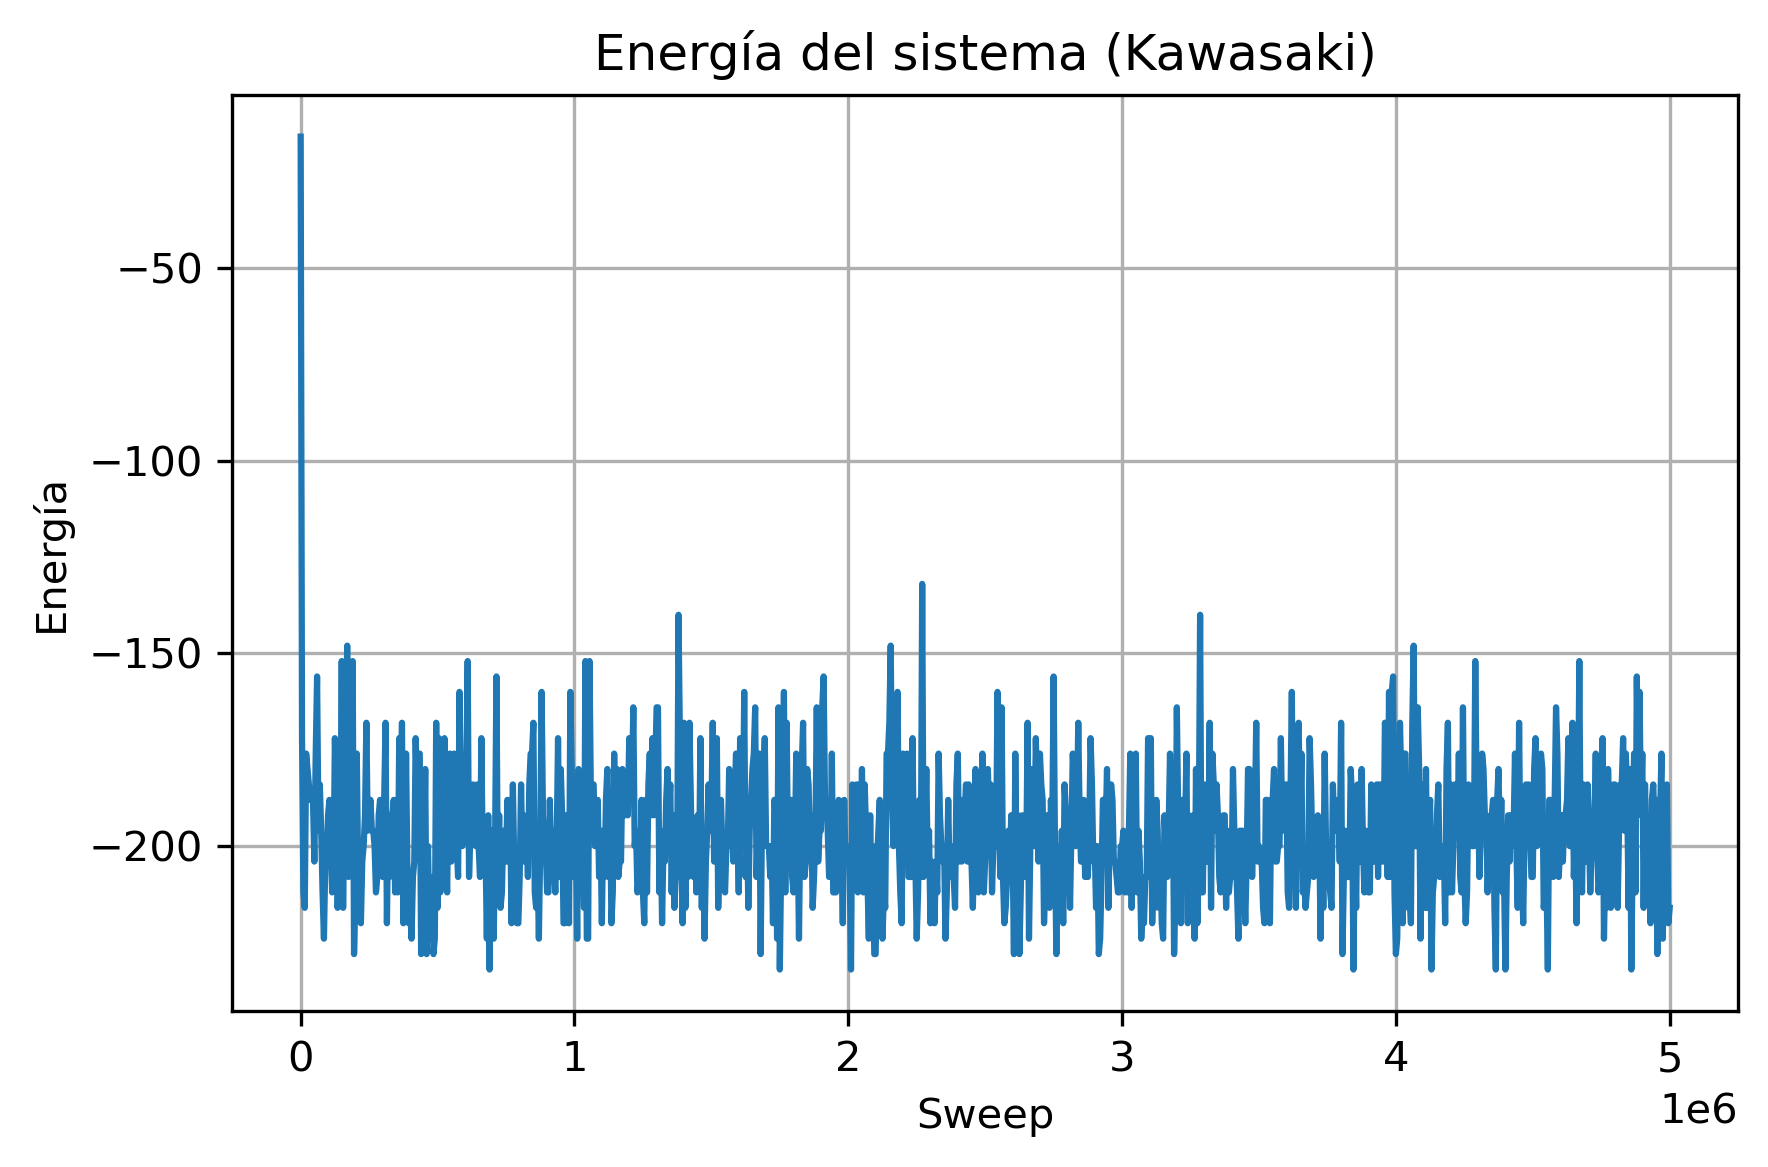 Energía del sistema (Kawasaki)
Energía
−50
−100
−150
−200
0 1 2 3 4 5
1e6
Sweep